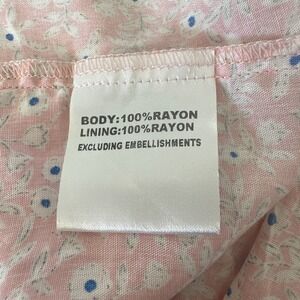 BODY:100%RAYON
LINING:100%RAYON
EXCLUDING EMBELLISHMENTS